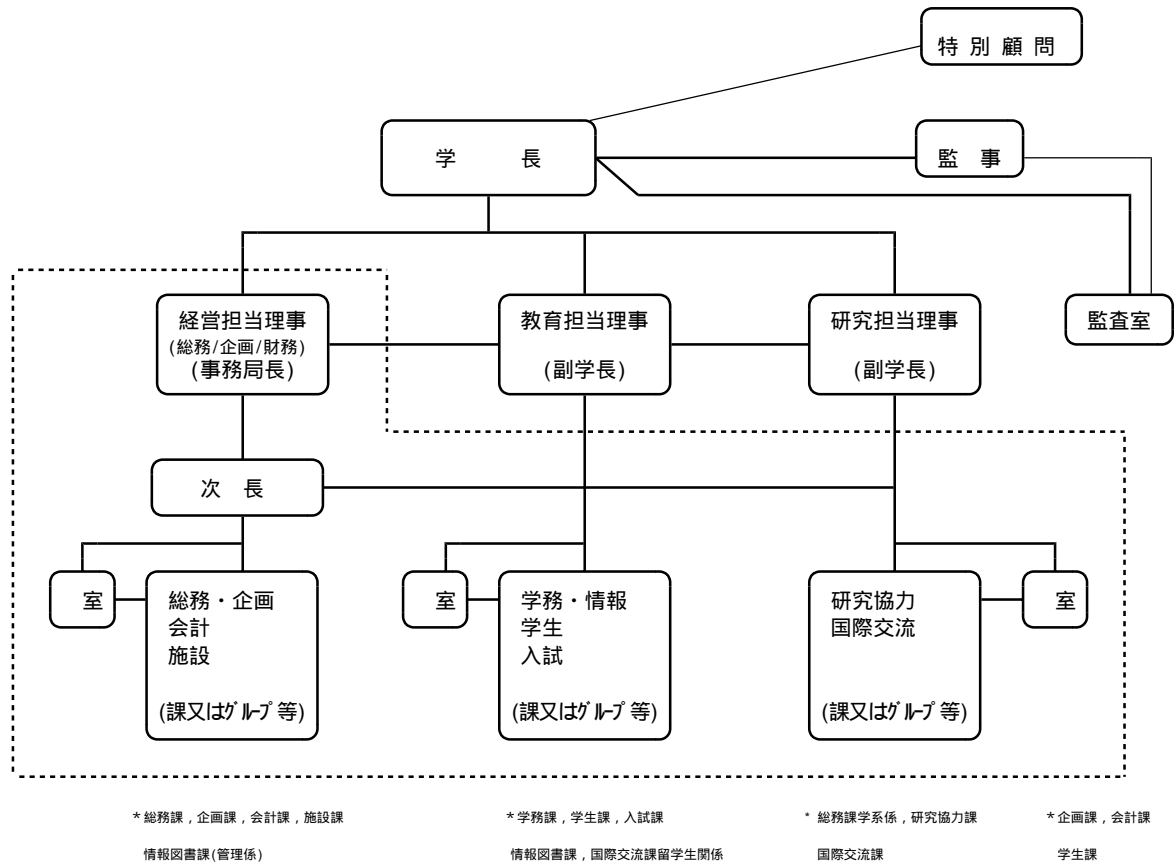 特別顧問
学 長
監 事
経営担当理事
(総務/企画/財務)
(事務局長)
教育担当理事
(副学長)
研究担当理事
(副学長)
監査室
次 長
室
総務・企画
会計
施設
(課又はグループ等)
室
学務・情報
学生
入試
(課又はグループ等)
研究協力
国際交流
(課又はグループ等)
室
*総務課，企画課，会計課，施設課
情報図書課(管理係)
*学務課，学生課，入試課
情報図書課，国際交流課留学生関係
* 総務課学系係，研究協力課
国際交流課
*企画課，会計課
学生課